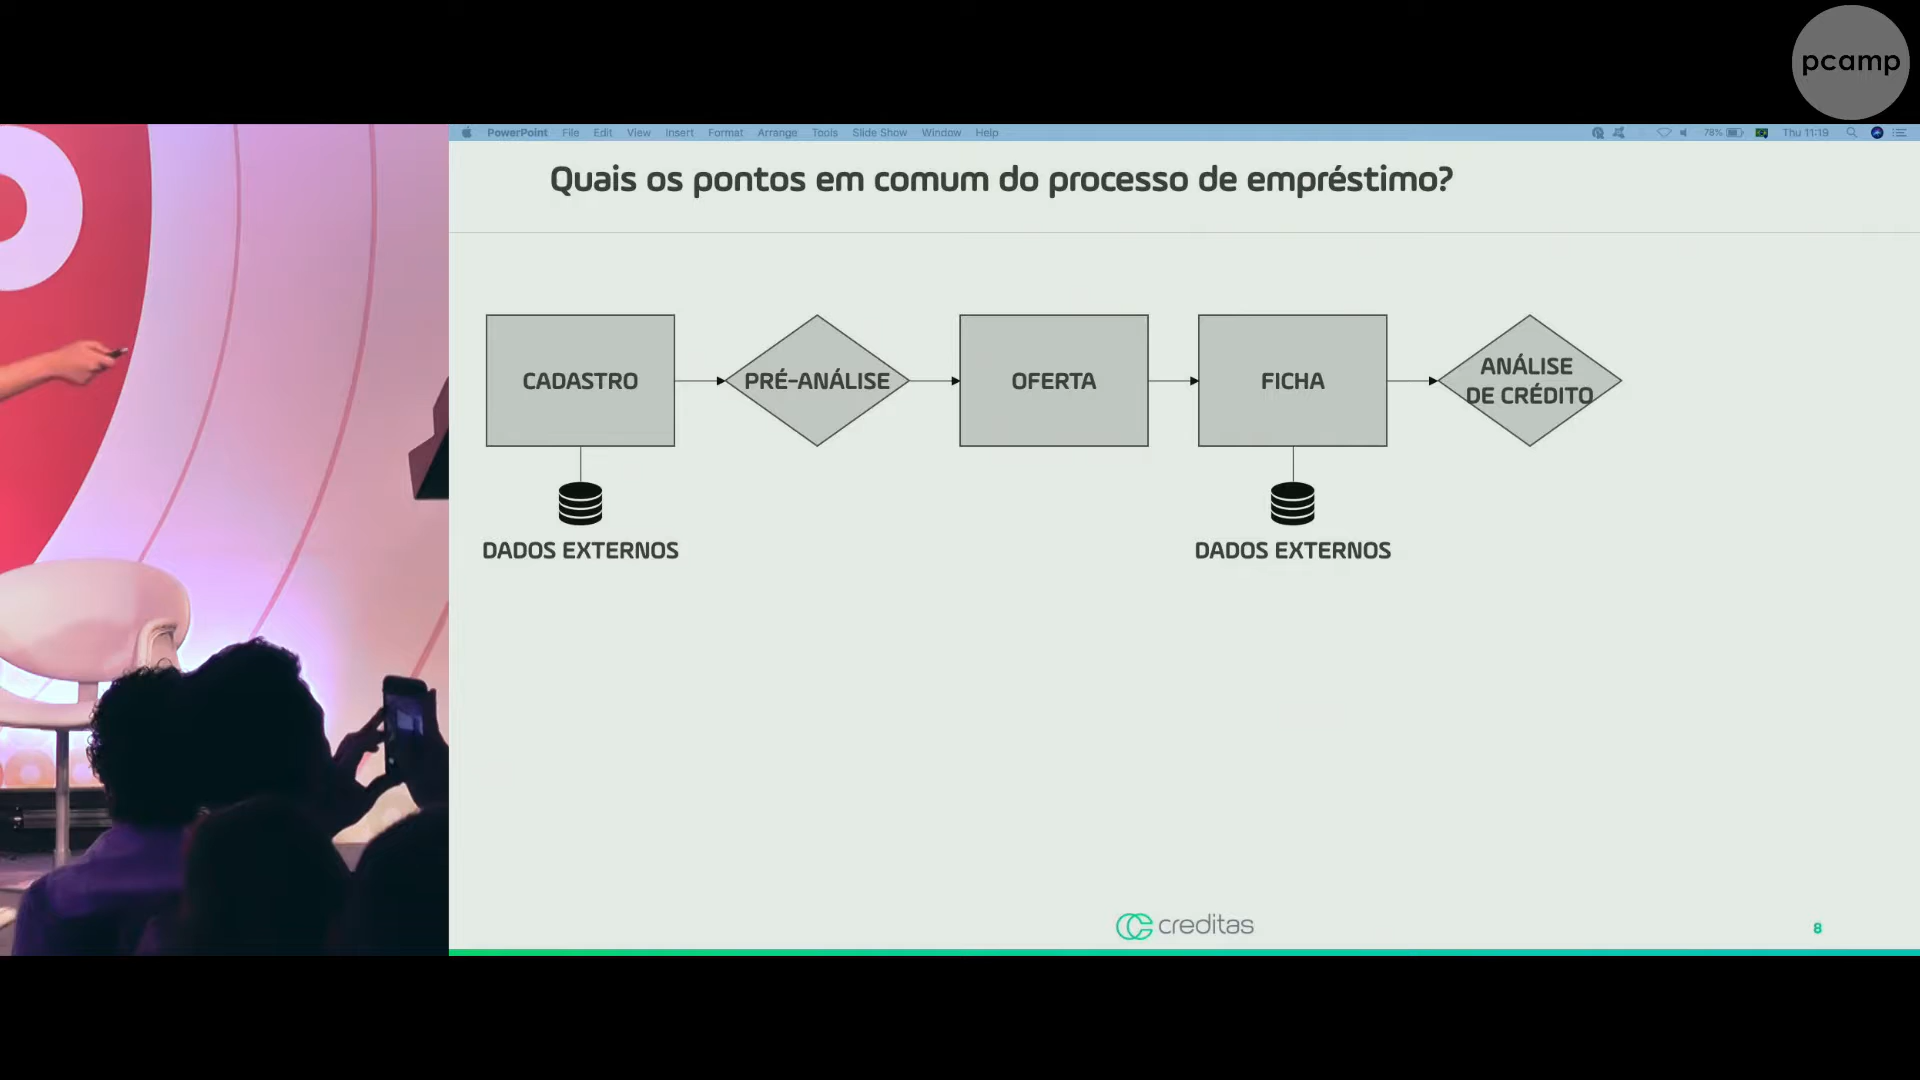 pcamp
PowerPoint File Edit View Insert Format Arrange Tools Slide Show Window Help 78% Thu 11:19
Quais os pontos em comum do processo de empréstimo?
CADASTRO
PRÉ-ANÁLISE
OFERTA
FICHA
ANÁLISE
DE CRÉDITO
DADOS EXTERNOS
DADOS EXTERNOS
creditas
8